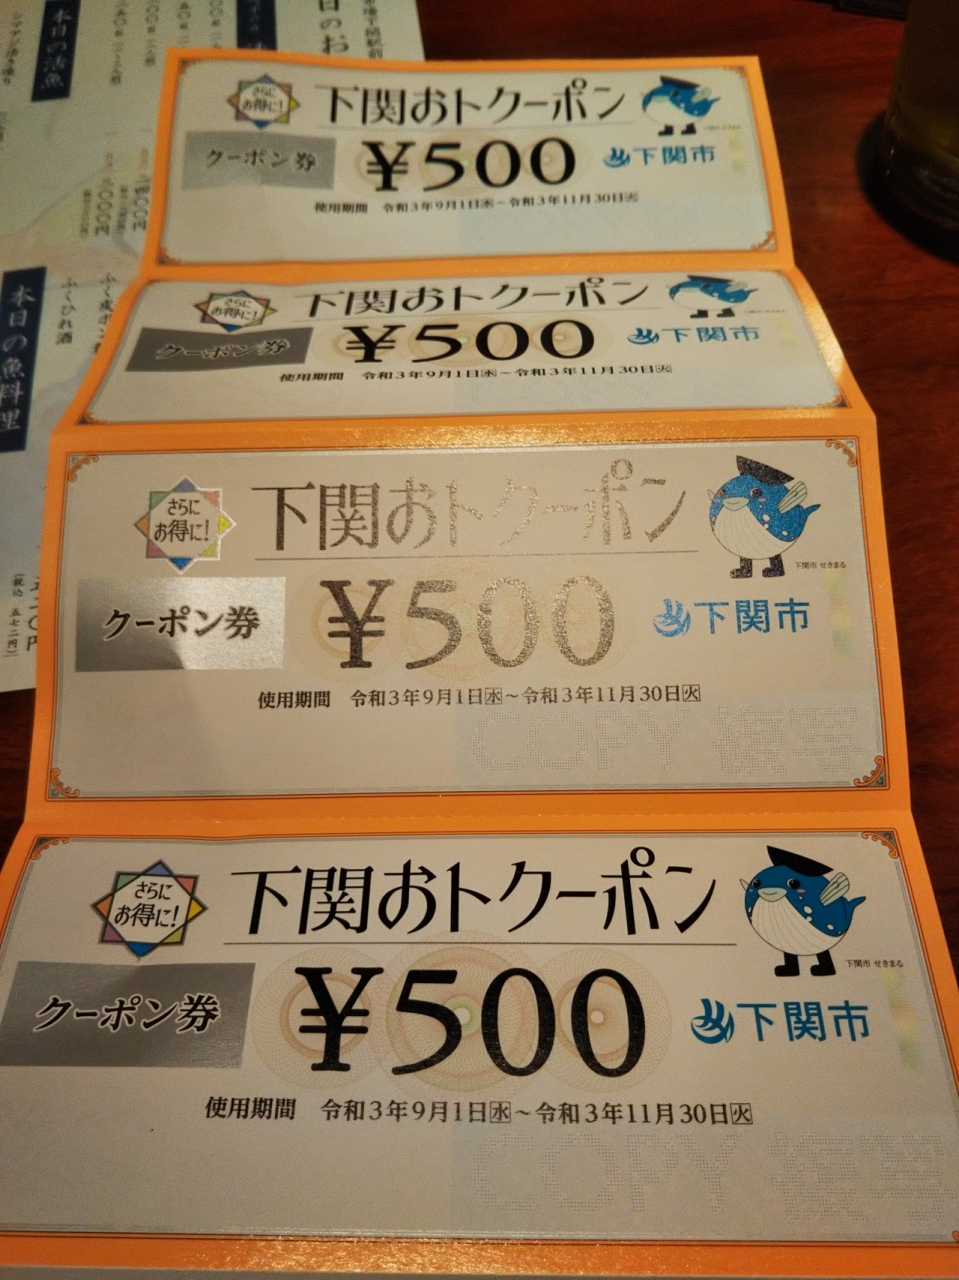 本日の活魚
本日の魚料理
ふくひれ酒
さらに
お得に!
下関おトクーポン
クーポン券
¥500
下関市
使用期間 令和3年9月1日水～令和3年11月30日火
さらに
お得に!
下関おトクーポン
クーポン券
¥500
下関市
使用期間 令和3年9月1日水～令和3年11月30日火
さらに
お得に!
下関おトクーポン
下関市 せきまる
クーポン券
¥500
下関市
使用期間 令和3年9月1日水～令和3年11月30日火
COPY 複写
さらに
お得に!
下関おトクーポン
下関市 せきまる
クーポン券
¥500
下関市
使用期間 令和3年9月1日水～令和3年11月30日火
COPY 複写